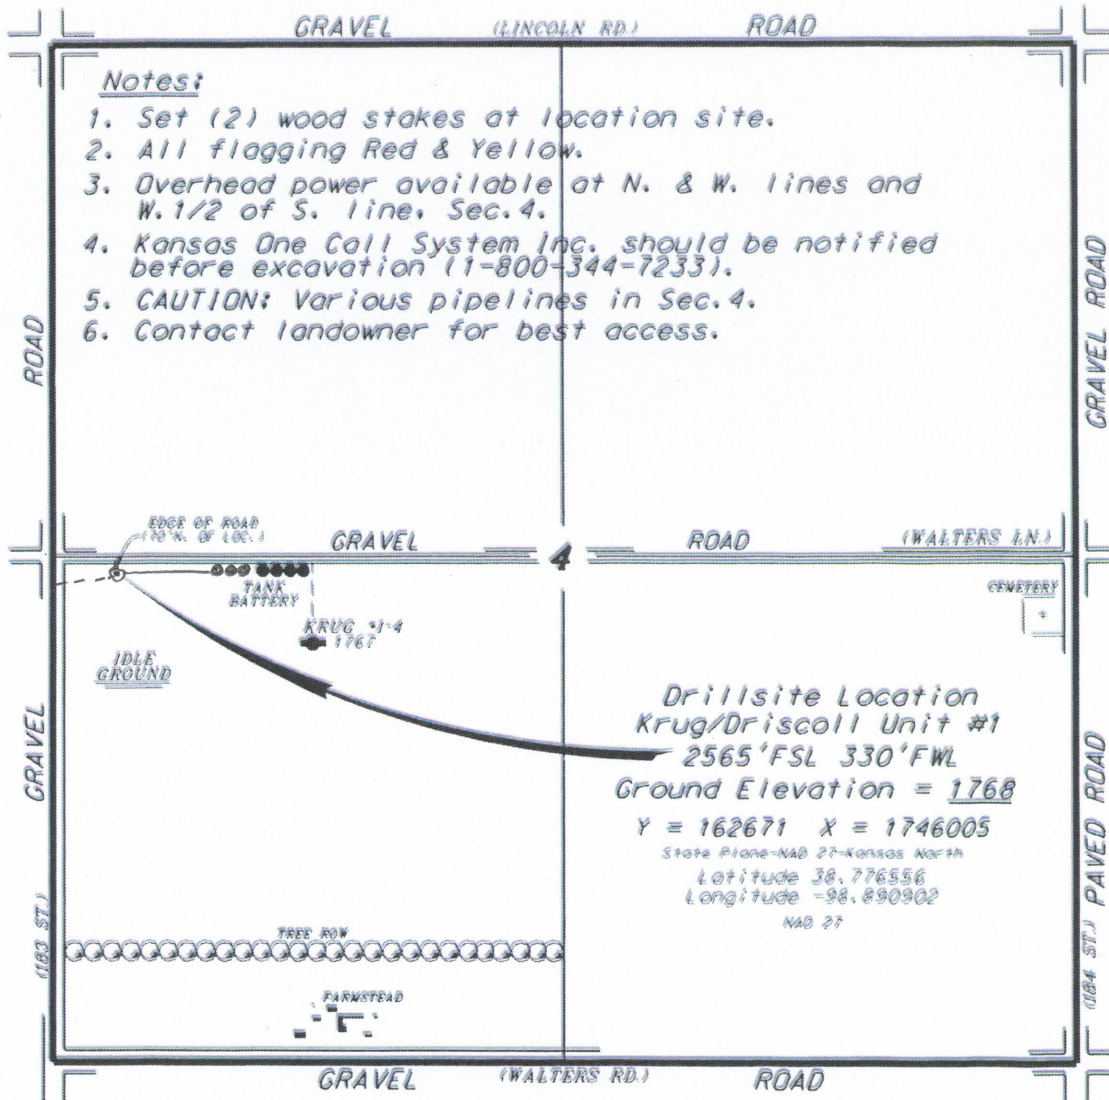 GRAVEL (LINCOLN RD.) ROAD
Notes:
1. Set (2) wood stakes at location site.
2. All flagging Red & Yellow.
3. Overhead power available at N. & W. lines and
W. 1/2 of S. line, Sec. 4.
4. Kansas One Call System Inc. should be notified
before excavation (1-800-344-7233).
5. CAUTION: Various pipelines in Sec. 4.
6. Contact landowner for best access.
ROAD
GRAVEL ROAD
EDGE OF ROAD
(70'N. OF LOC.)
GRAVEL 4 ROAD (WALTERS LN.)
TANK
BATTERY
CEMETERY
KRUG #1-4
1767
IDLE
GROUND
Drillsite Location
Krug/Driscoll Unit #1
2565'FSL 330'FWL
Ground Elevation = 1768
Y = 162671 X = 1746005
State Plane-NAD 27-Kansas North
Latitude 38.776556
Longitude -98.890902
NAD 27
GRAVEL
(183 ST.)
PAVED ROAD
(184 ST.)
TREE ROW
FARMSTEAD
GRAVEL (WALTERS RD.) ROAD